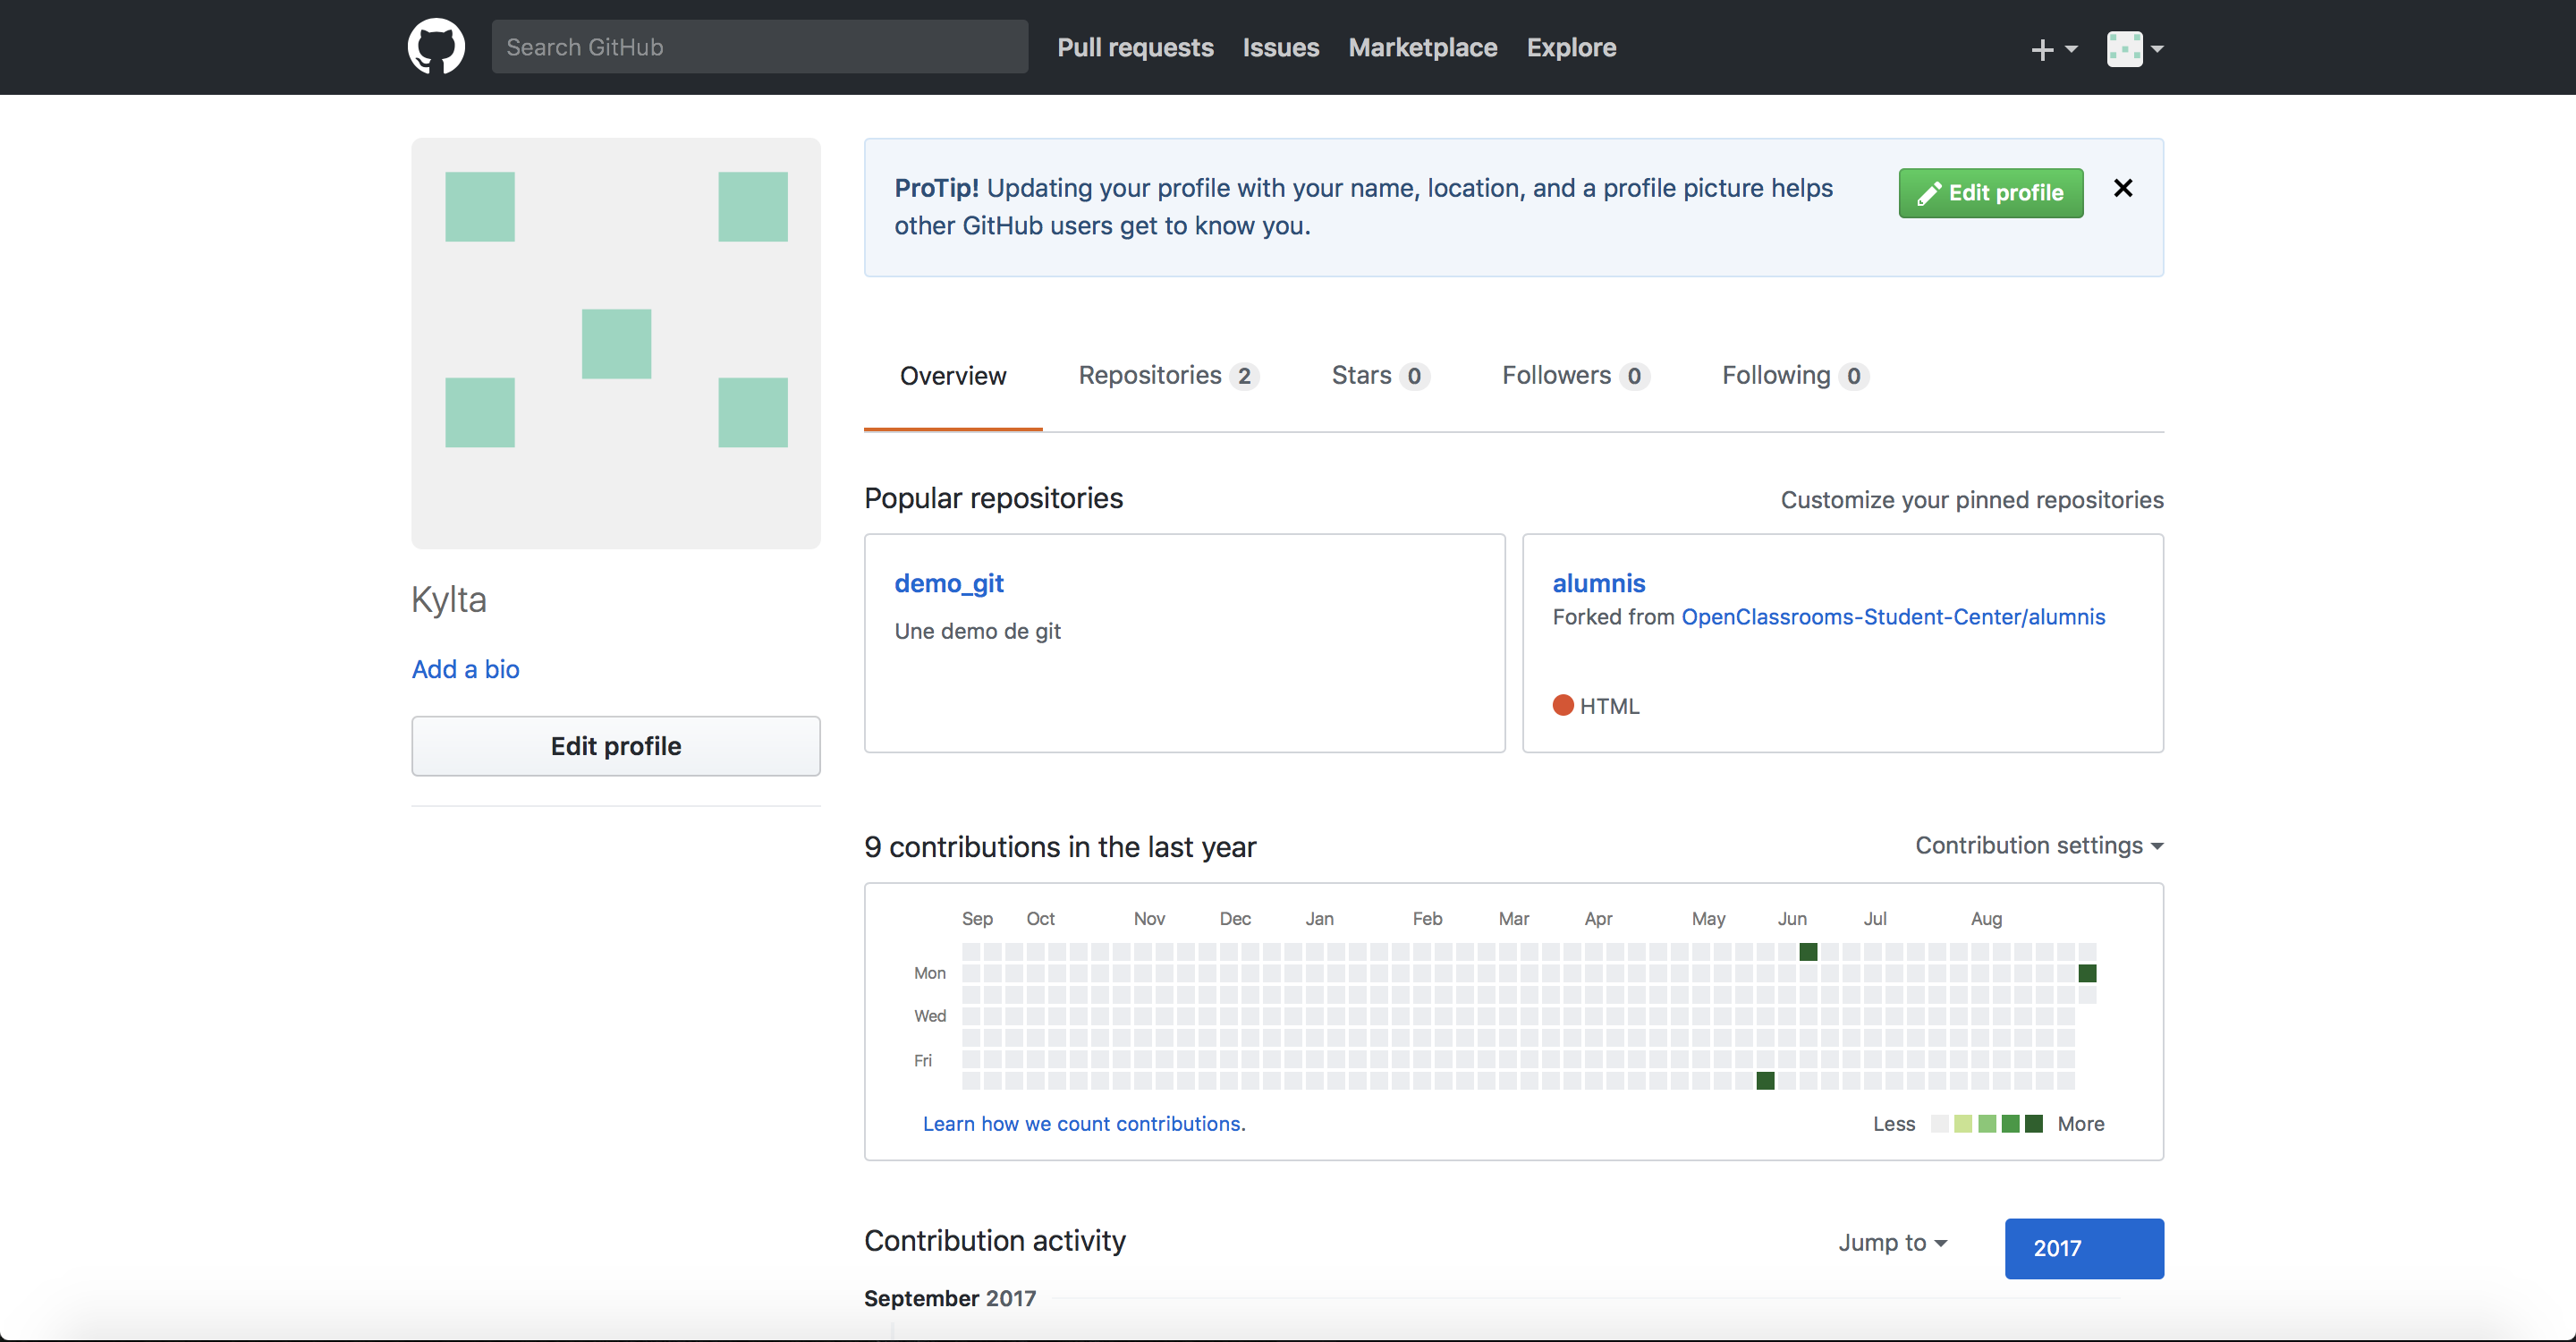 Search GitHub
Pull requests Issues Marketplace Explore
ProTip! Updating your profile with your name, location, and a profile picture helps
other GitHub users get to know you.
Edit profile
Overview Repositories 2 Stars 0 Followers 0 Following 0
Kylta
Add a bio
Edit profile
Popular repositories
Customize your pinned repositories
demo_git
Une demo de git
alumnis
Forked from OpenClassrooms-Student-Center/alumnis
HTML
9 contributions in the last year
Contribution settings
Sep Oct Nov Dec Jan Feb Mar Apr May Jun Jul Aug
Mon
Wed
Fri
Learn how we count contributions.
Less More
Contribution activity
Jump to
2017
September 2017